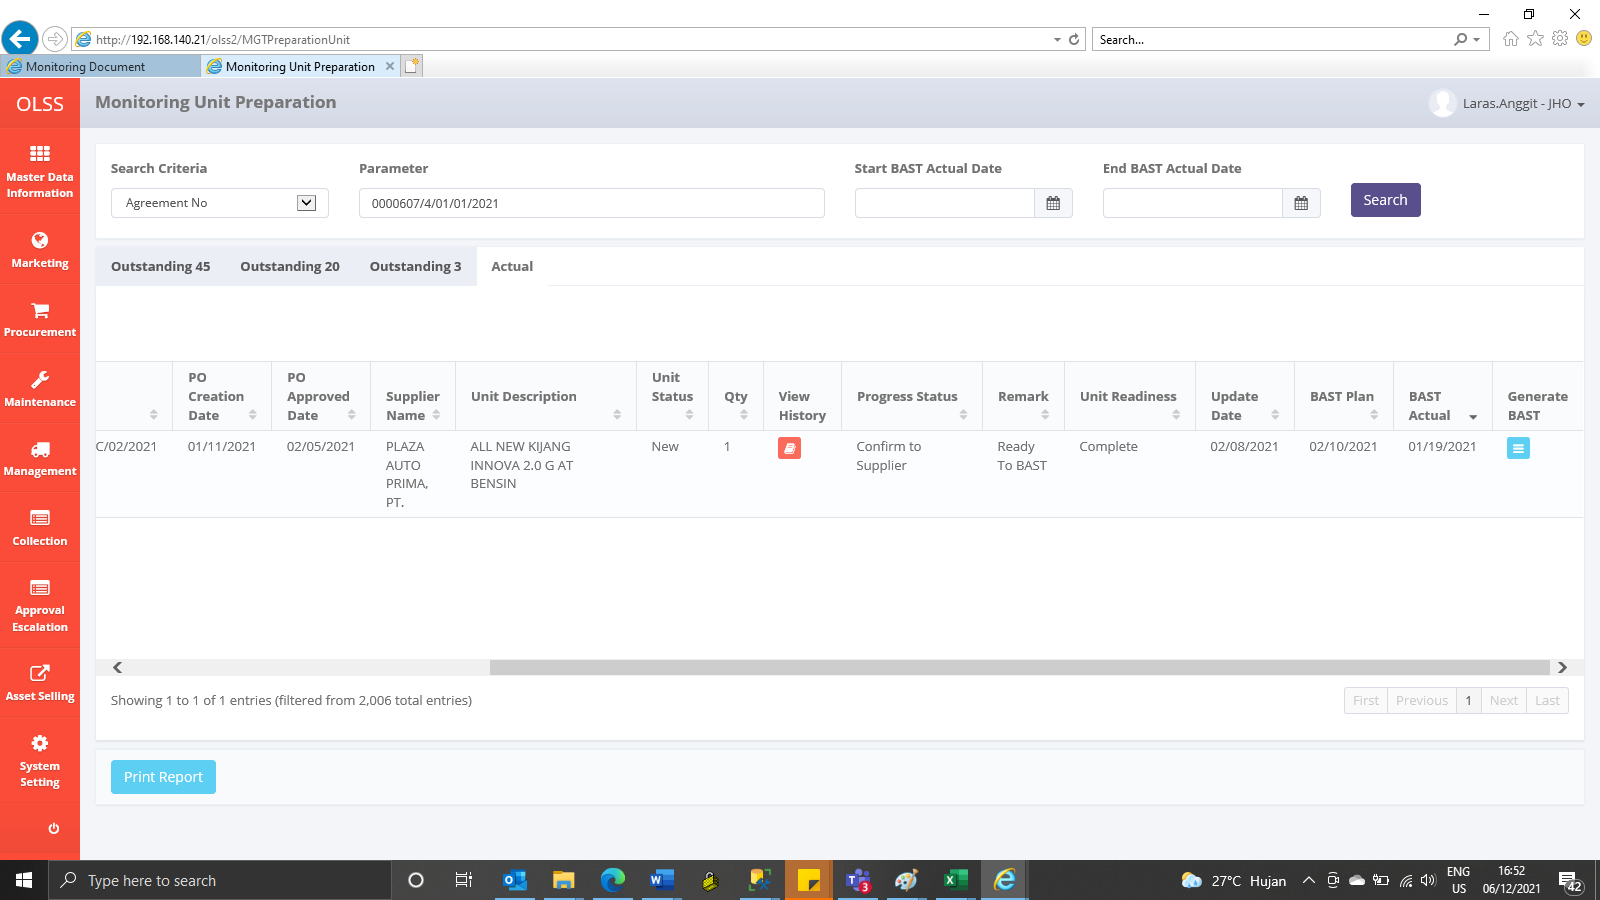 http://192.168.140.21/olss2/MGTPreparationUnit
Search...
Monitoring Document
Monitoring Unit Preparation
OLSS
Monitoring Unit Preparation
Laras.Anggit - JHO
Master Data
Information
Marketing
Procurement
Maintenance
Management
Collection
Approval
Escalation
Asset Selling
System
Setting
Search Criteria
Parameter
Start BAST Actual Date
End BAST Actual Date
Agreement No
0000607/4/01/01/2021
Search
Outstanding 45
Outstanding 20
Outstanding 3
Actual
PO
Creation
Date
PO
Approved
Date
Supplier
Name
Unit Description
Unit
Status
Qty
View
History
Progress Status
Remark
Unit Readiness
Update
Date
BAST Plan
BAST
Actual
Generate
BAST
C/02/2021
01/11/2021
02/05/2021
PLAZA
AUTO
PRIMA,
PT.
ALL NEW KIJANG
INNOVA 2.0 G AT
BENSIN
New
1
Confirm to
Supplier
Ready
To BAST
Complete
02/08/2021
02/10/2021
01/19/2021
Showing 1 to 1 of 1 entries (filtered from 2,006 total entries)
First
Previous
1
Next
Last
Print Report
Type here to search
3
27°C Hujan
ENG
US
16:52
06/12/2021
42